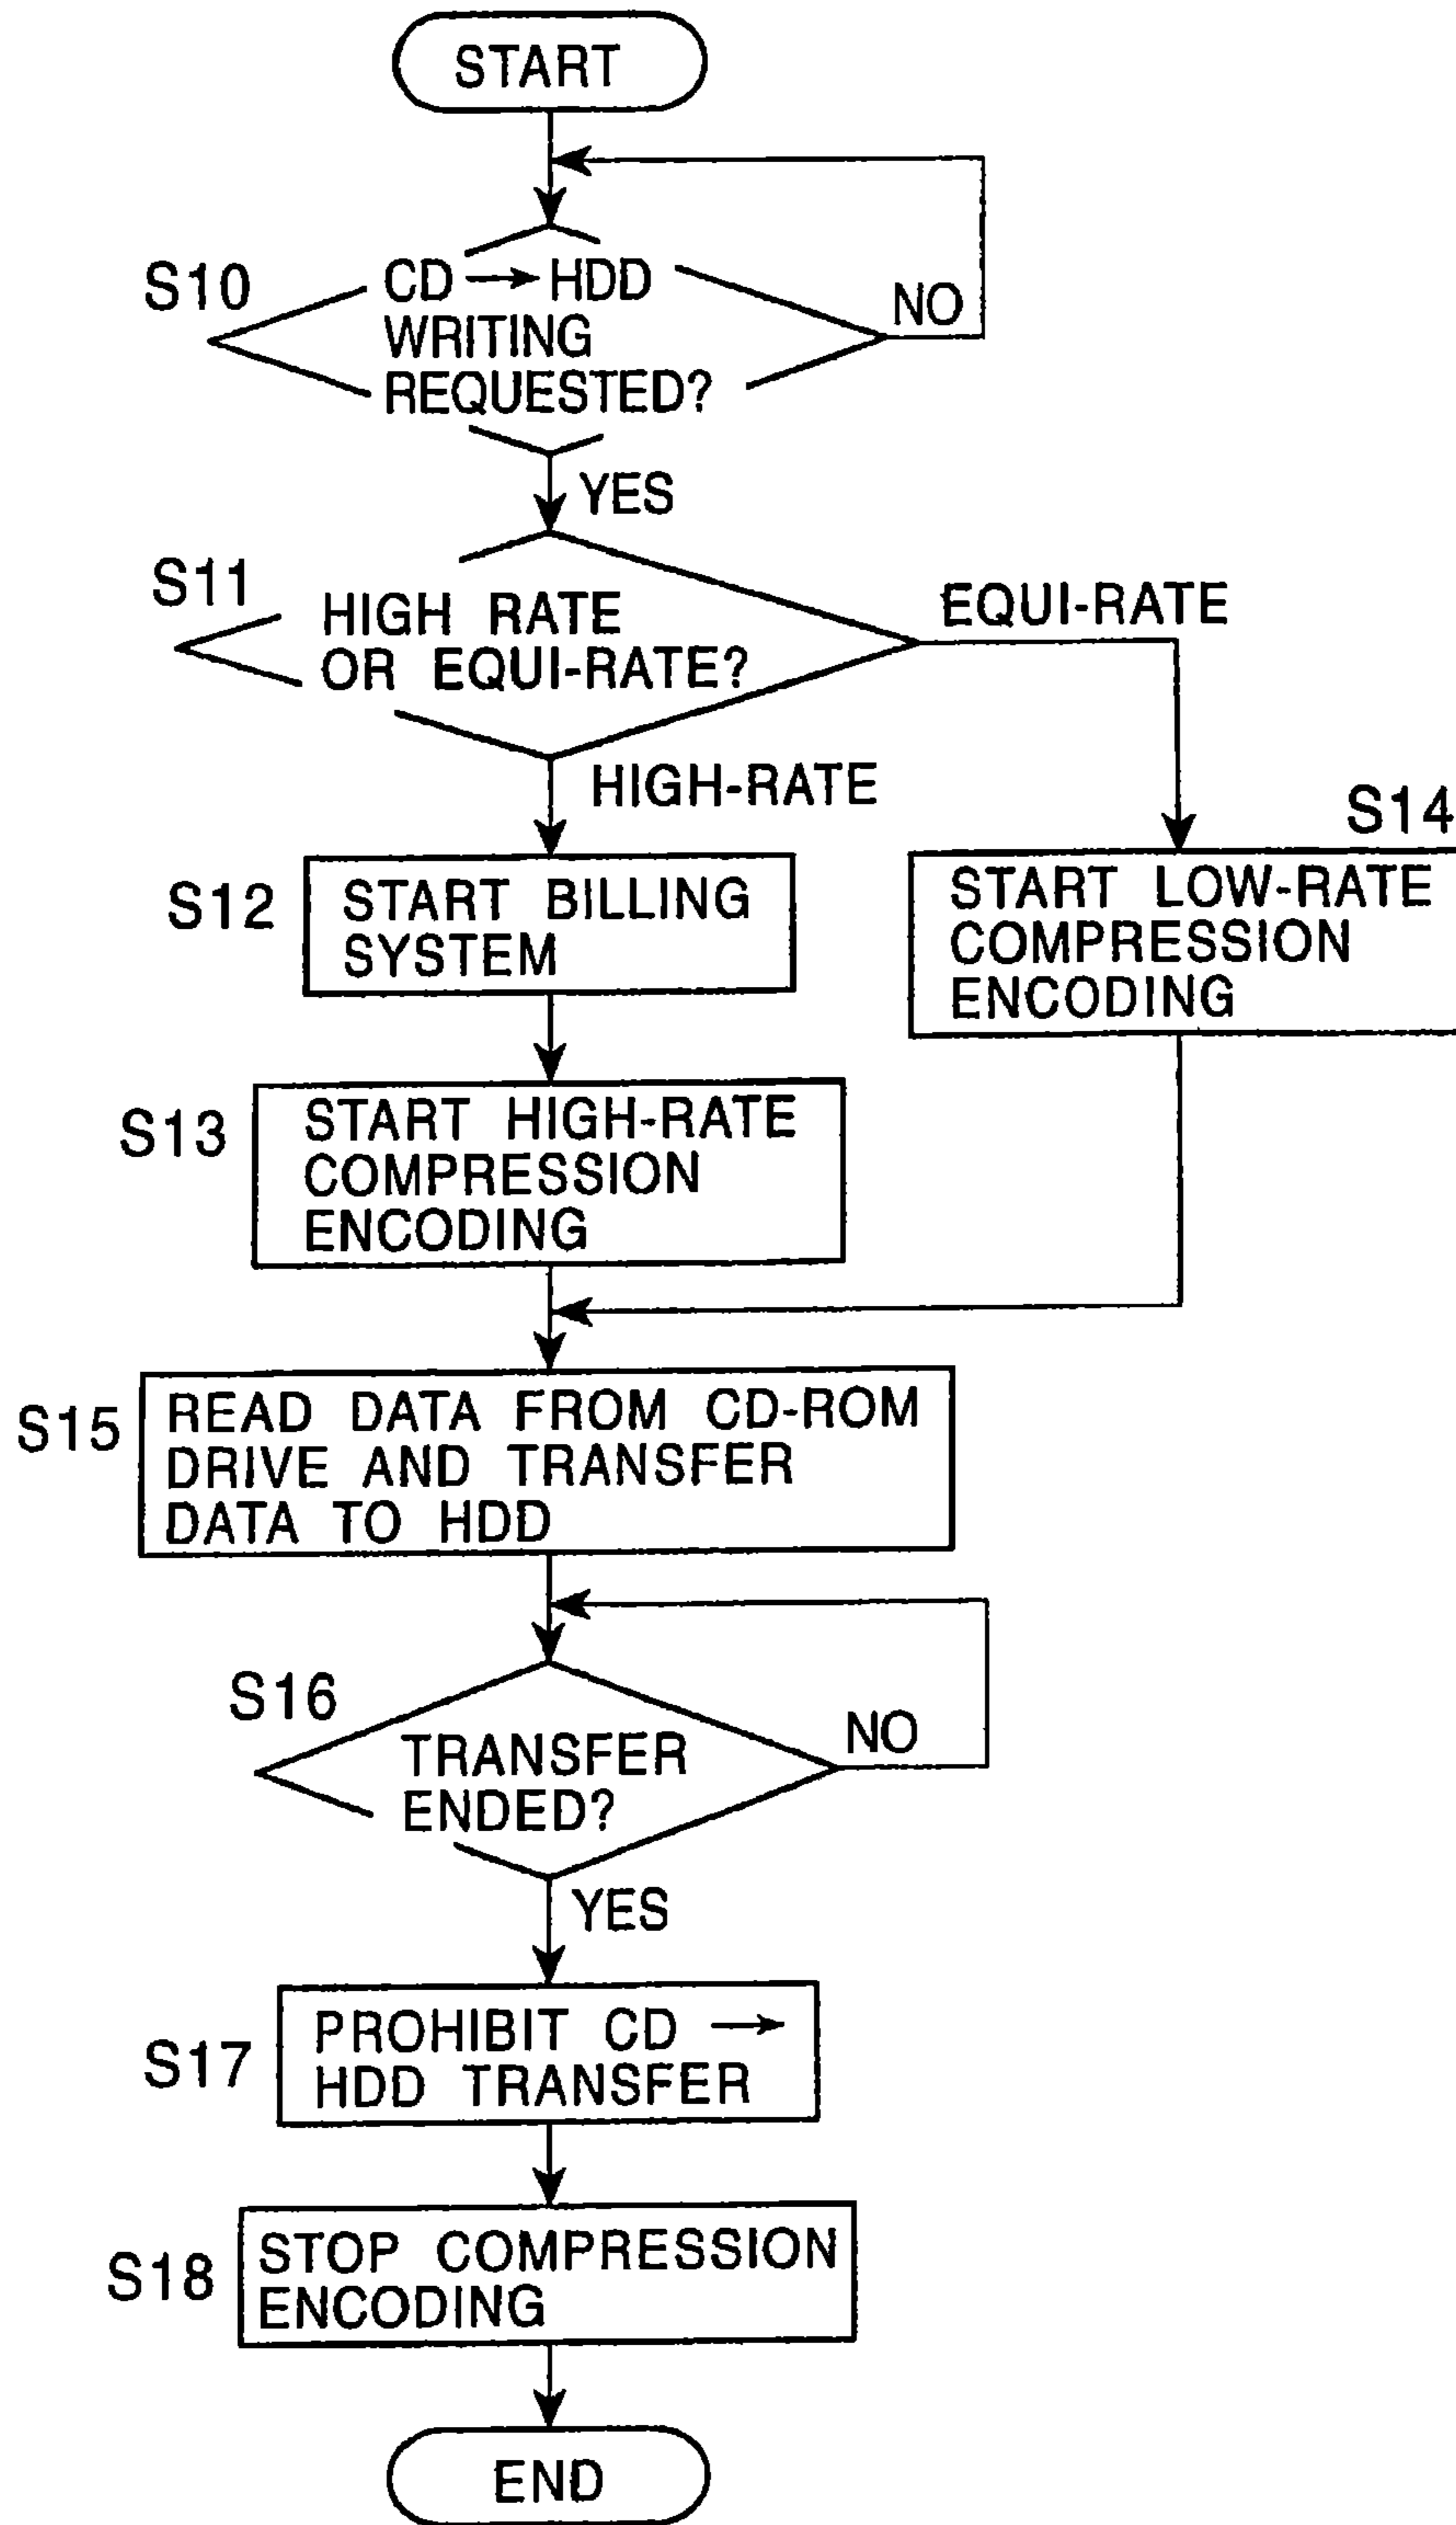 START
S10
CD → HDD
WRITING
REQUESTED?
NO
YES
S11
HIGH RATE
OR EQUI-RATE?
EQUI-RATE
HIGH-RATE
S12
START BILLING
SYSTEM
S14
START LOW-RATE
COMPRESSION
ENCODING
S13
START HIGH-RATE
COMPRESSION
ENCODING
S15
READ DATA FROM CD-ROM
DRIVE AND TRANSFER
DATA TO HDD
S16
TRANSFER
ENDED?
NO
YES
S17
PROHIBIT CD →
HDD TRANSFER
S18
STOP COMPRESSION
ENCODING
END